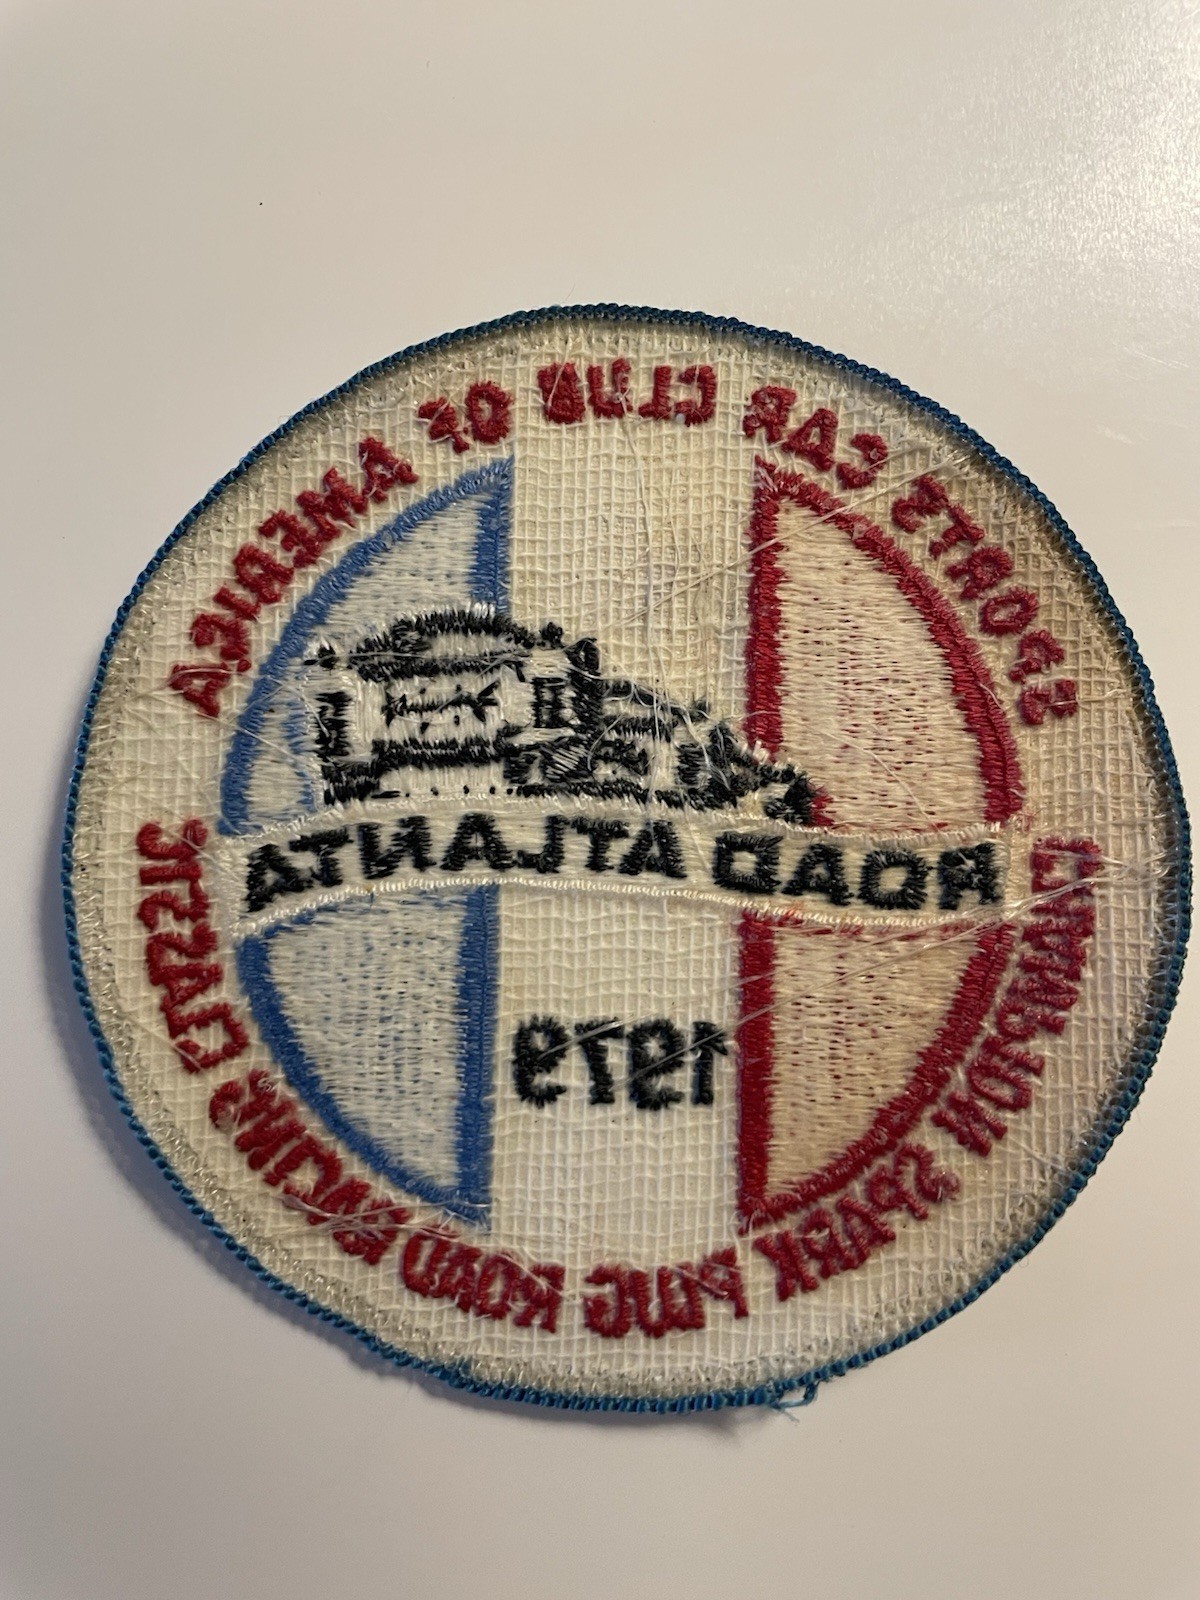 SPORTS CAR CLUB OF AMERICA
ROAD ATLANTA
1979
CHAMPION SPARK PLUG ROAD RACING CLASSIC